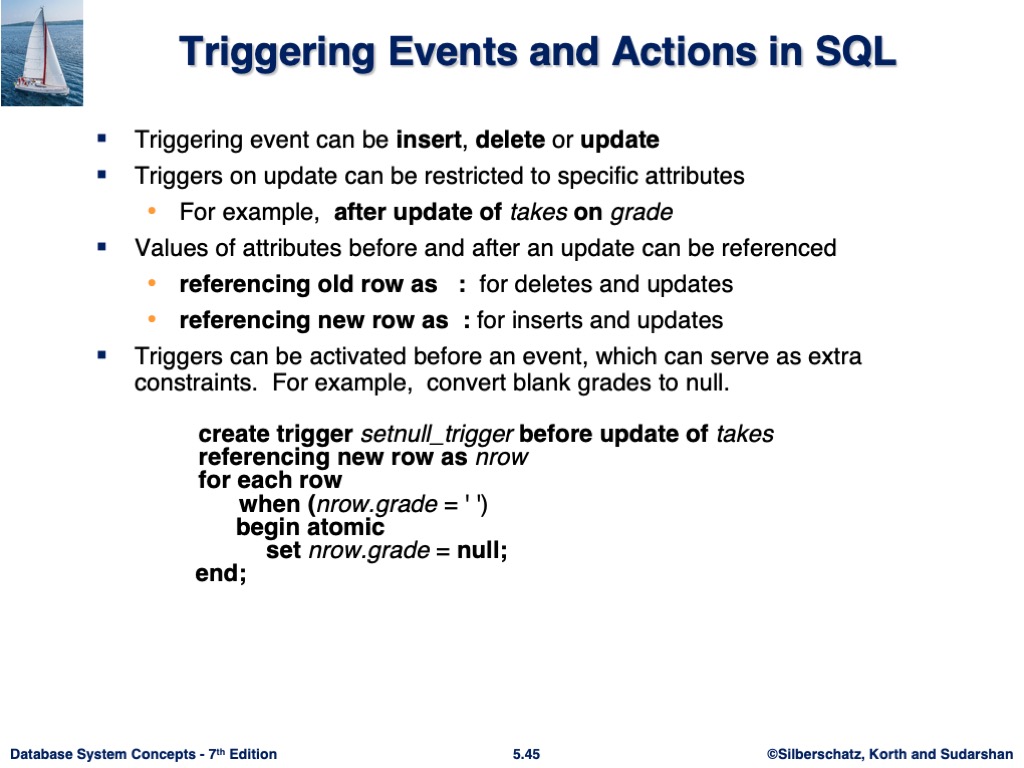 Triggering Events and Actions in SQL
▪ Triggering event can be insert, delete or update
▪ Triggers on update can be restricted to specific attributes
• For example, after update of takes on grade
▪ Values of attributes before and after an update can be referenced
• referencing old row as : for deletes and updates
• referencing new row as : for inserts and updates
▪ Triggers can be activated before an event, which can serve as extra
constraints. For example, convert blank grades to null.
create trigger setnull_trigger before update of takes
referencing new row as nrow
for each row
when (nrow.grade = ' ')
begin atomic
set nrow.grade = null;
end;
Database System Concepts - 7th Edition
5.45
©Silberschatz, Korth and Sudarshan